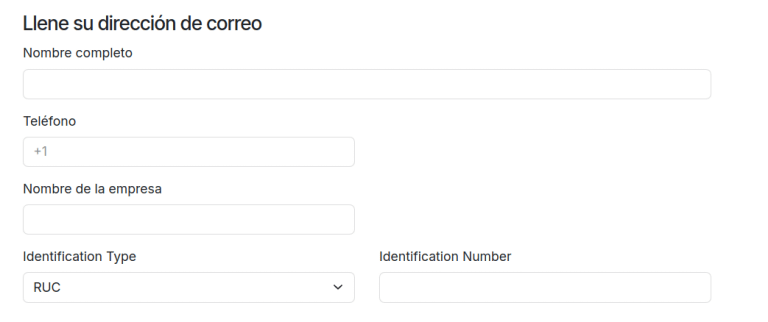 Llene su dirección de correo
Nombre completo
Teléfono
+1
Nombre de la empresa
Identification Type
Identification Number
RUC